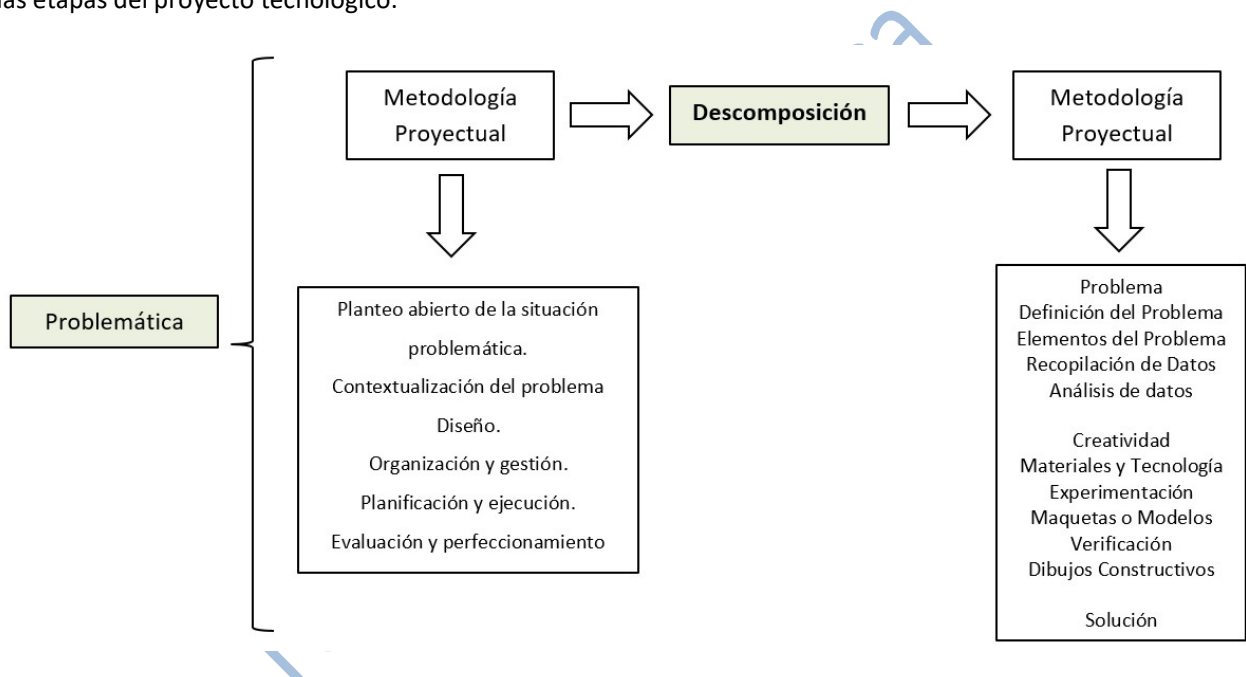 las etapas del proyecto tecnológico.
Problemática
Metodología
Proyectual
Descomposición
Metodología
Proyectual
Planteo abierto de la situación
problemática.
Contextualización del problema
Diseño.
Organización y gestión.
Planificación y ejecución.
Evaluación y perfeccionamiento
Problema
Definición del Problema
Elementos del Problema
Recopilación de Datos
Análisis de datos
Creatividad
Materiales y Tecnología
Experimentación
Maquetas o Modelos
Verificación
Dibujos Constructivos
Solución